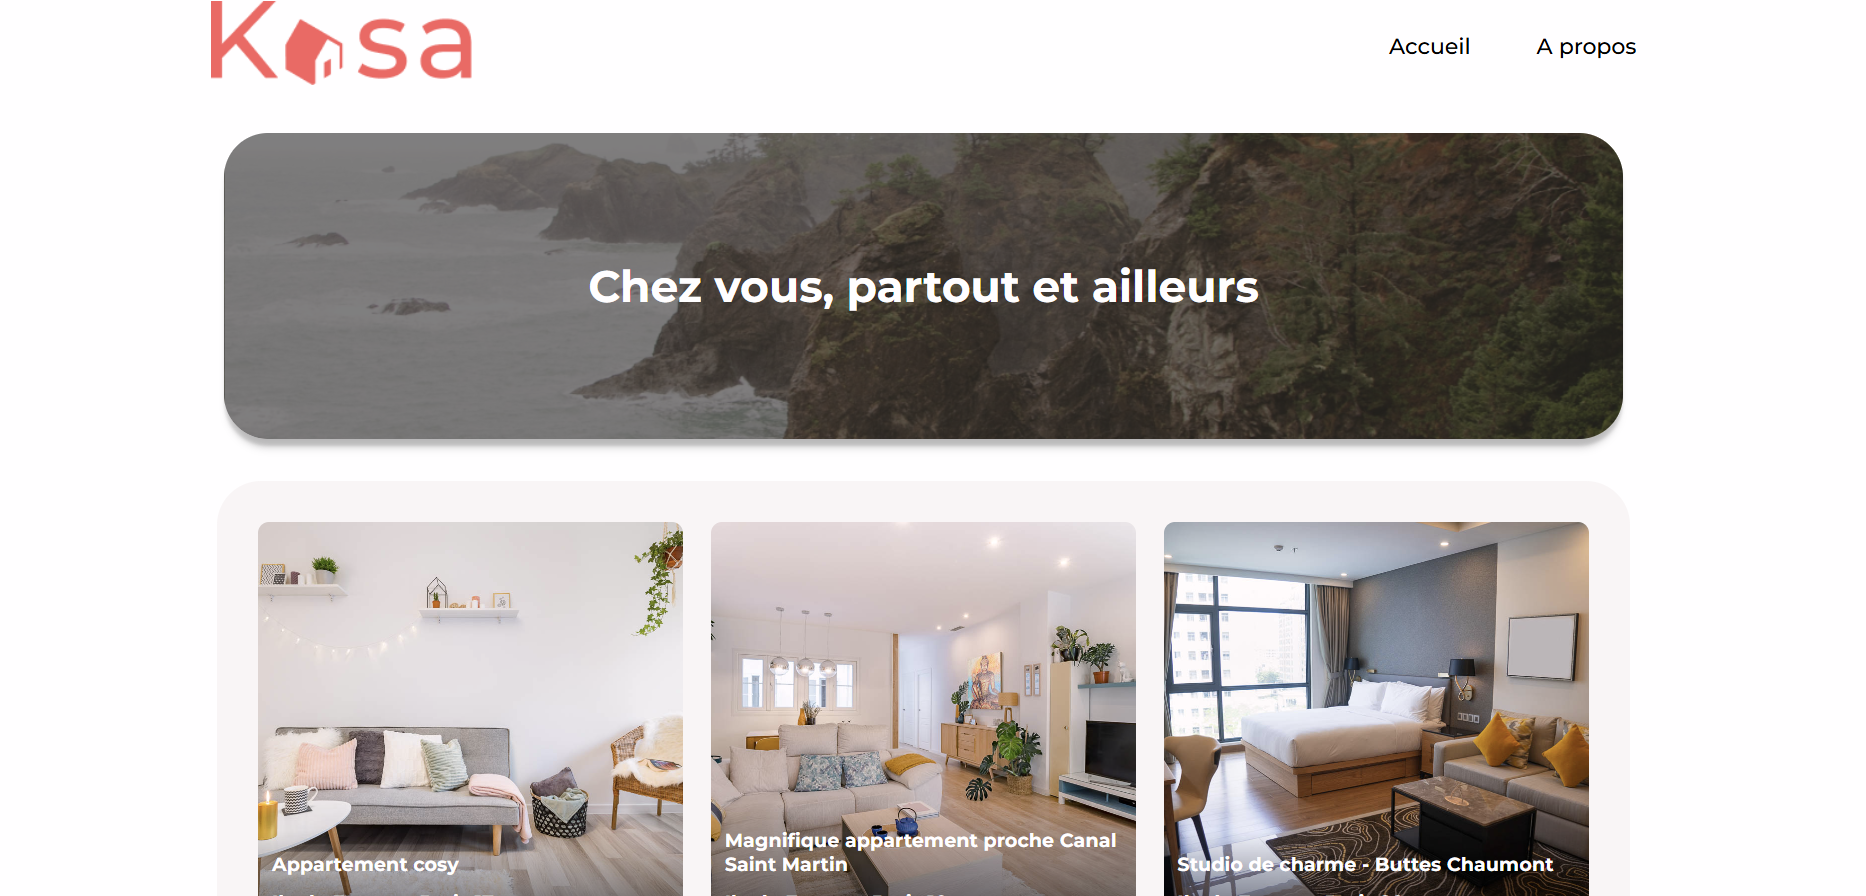 Kasa
Accueil
A propos
Chez vous, partout et ailleurs
Appartement cosy
Magnifique appartement proche Canal
Saint Martin
Studio de charme - Buttes Chaumont